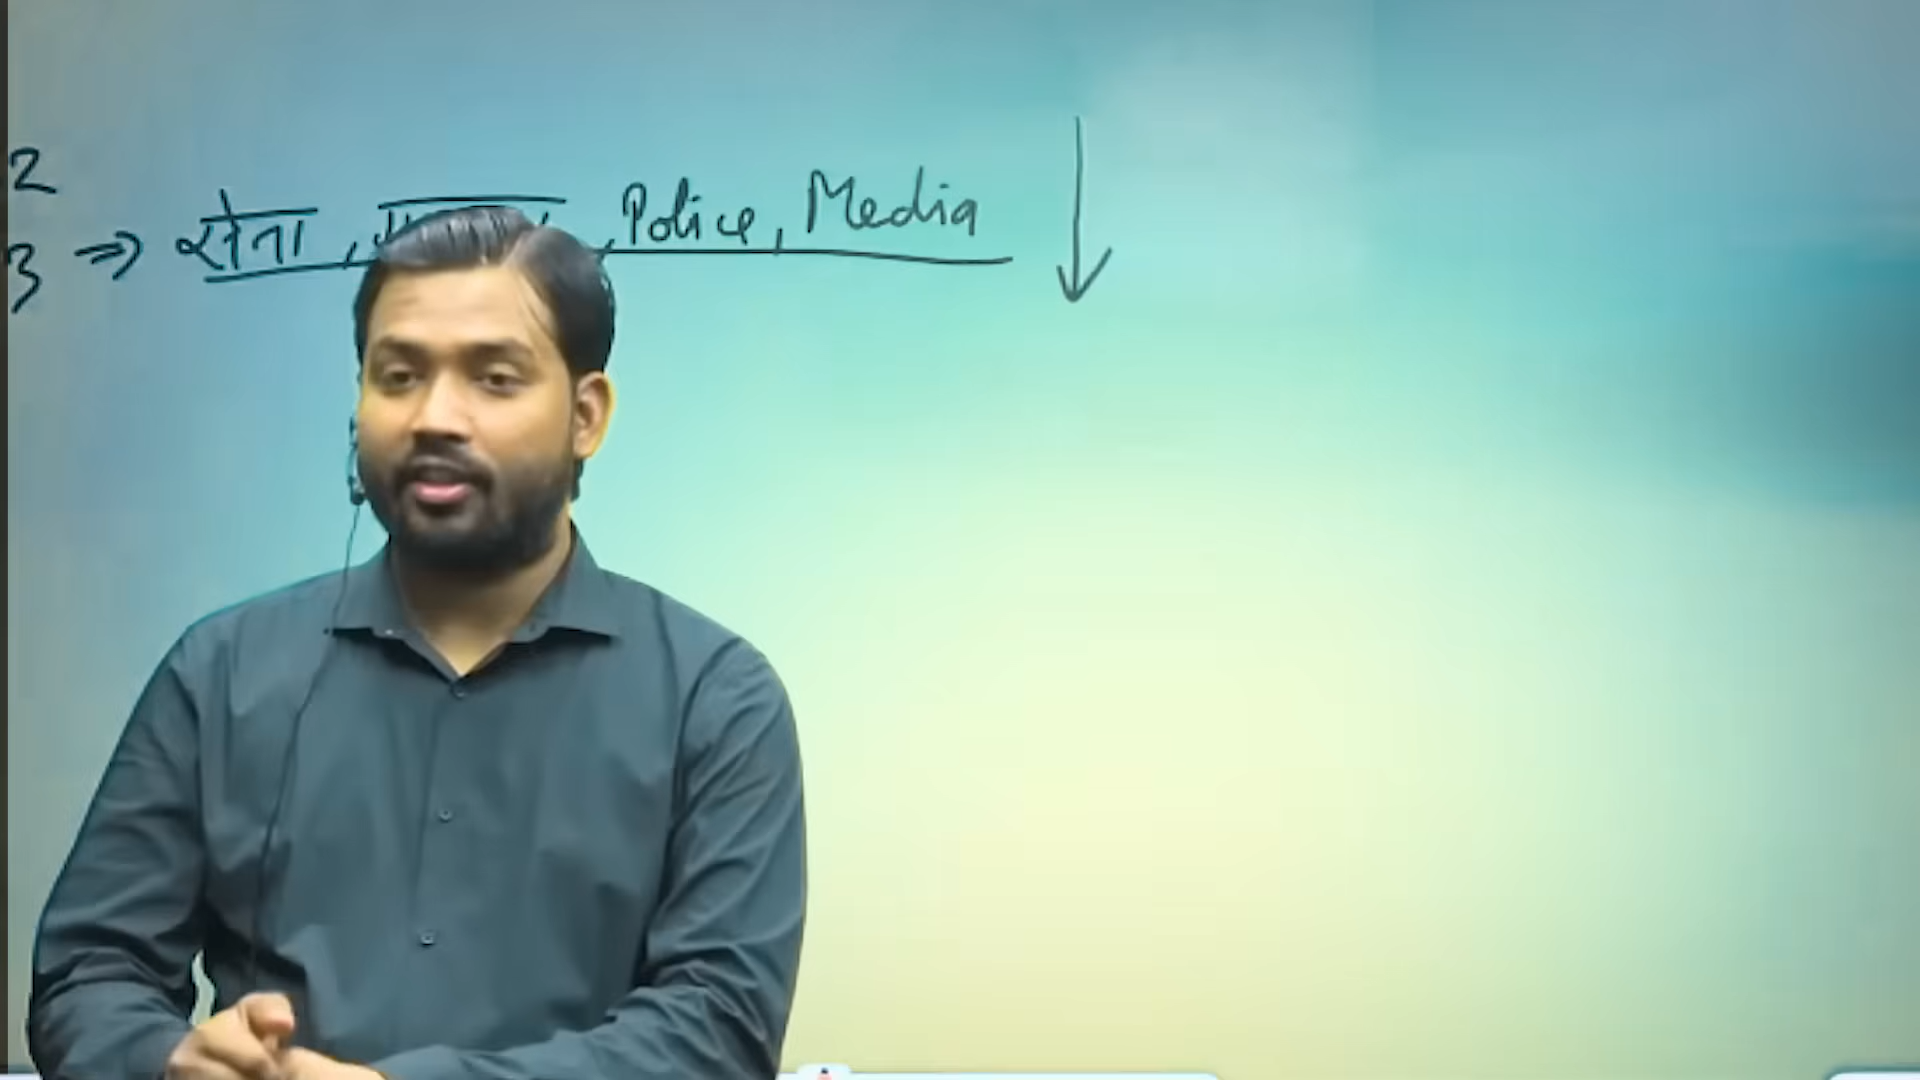 2
3 ⇒ सेना, , Police, Media ↓